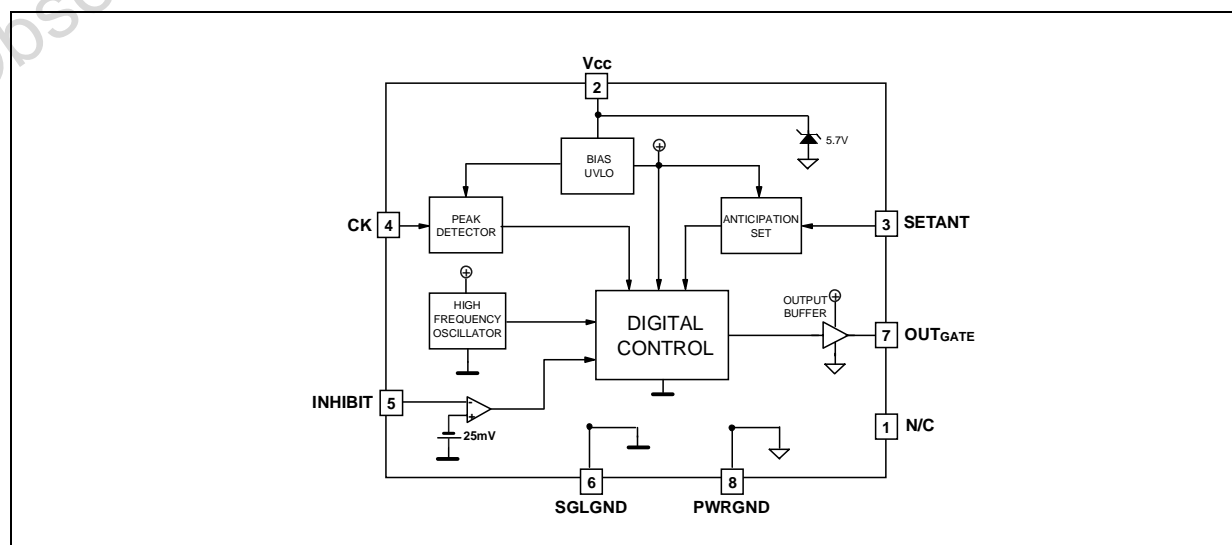 Vcc
2
5.7V
BIAS
UVLO
CK
4
PEAK
DETECTOR
ANTICIPATION
SET
3
SETANT
HIGH
FREQUENCY
OSCILLATOR
DIGITAL
CONTROL
OUTPUT
BUFFER
7
OUTGATE
INHIBIT
5
-
+
25mV
1
N/C
6
8
SGLGND
PWRGND